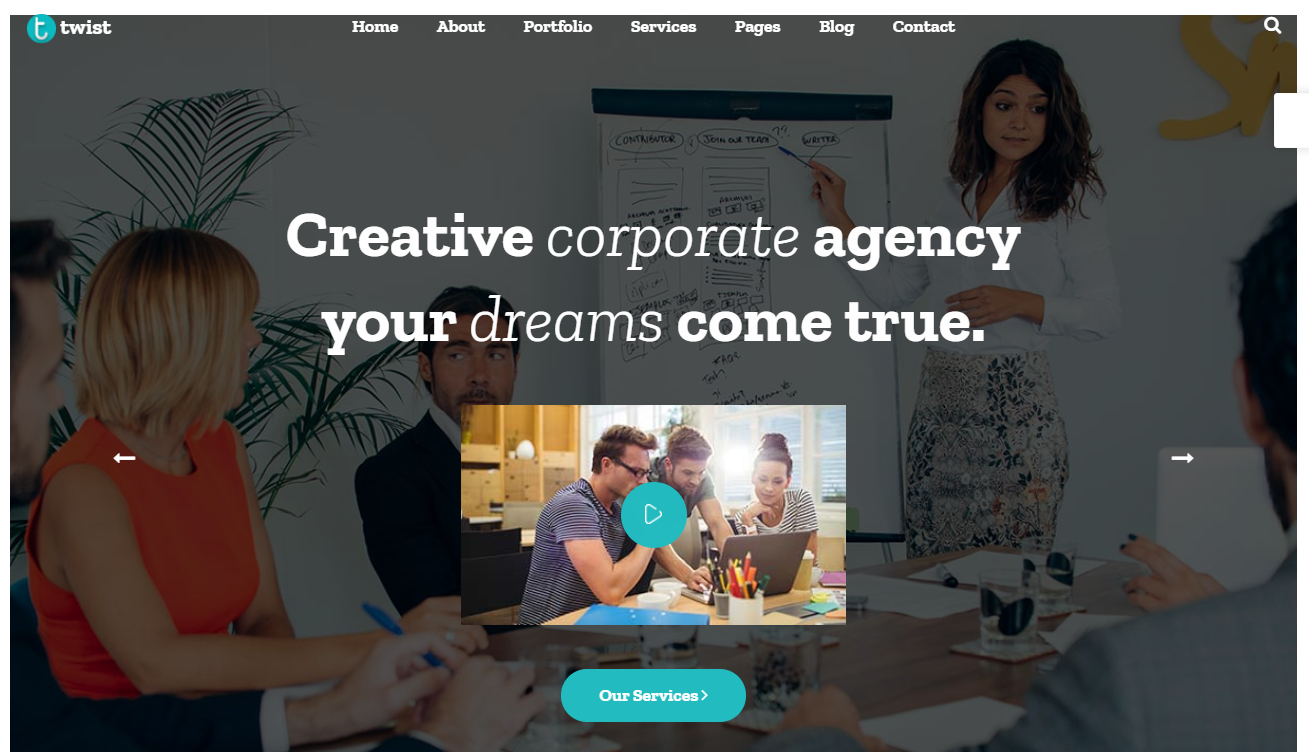 twist
Home About Portfolio Services Pages Blog Contact
CONTRIBUTOR JOIN OUR TEAM ?? WRITER
Creative corporate agency
your dreams come true.
Our Services